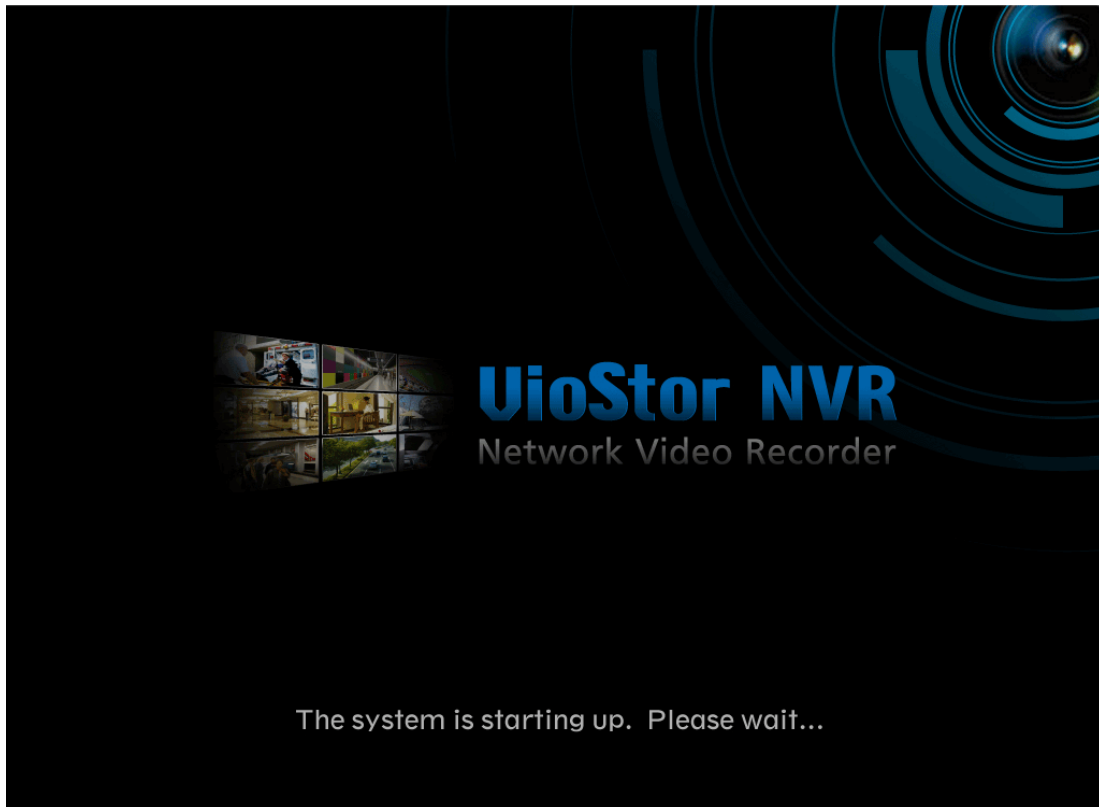 VioStor NVR
Network Video Recorder
The system is starting up.  Please wait...